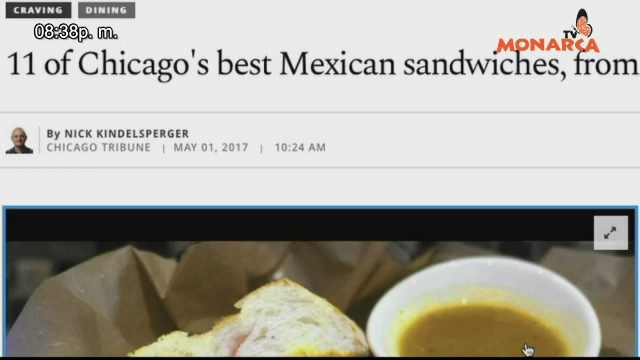 CRAVING DINING
08:38p. m.
TV
MONARCA
11 of Chicago's best Mexican sandwiches, from
By NICK KINDELSPERGER
CHICAGO TRIBUNE | MAY 01, 2017 | 10:24 AM